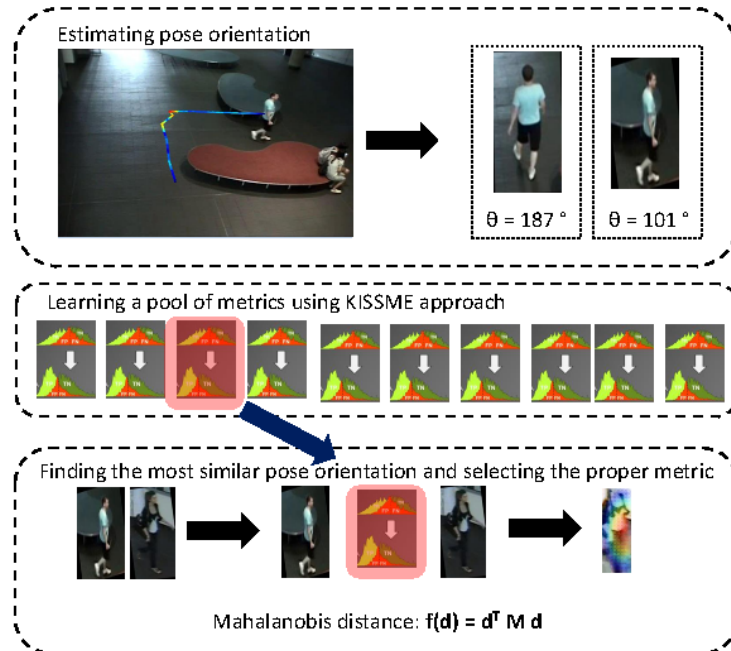 Estimating pose orientation
θ = 187 °
θ = 101 °
Learning a pool of metrics using KISSME approach
Finding the most similar pose orientation and selecting the proper metric
Mahalanobis distance: f(d) = dᵀ M d